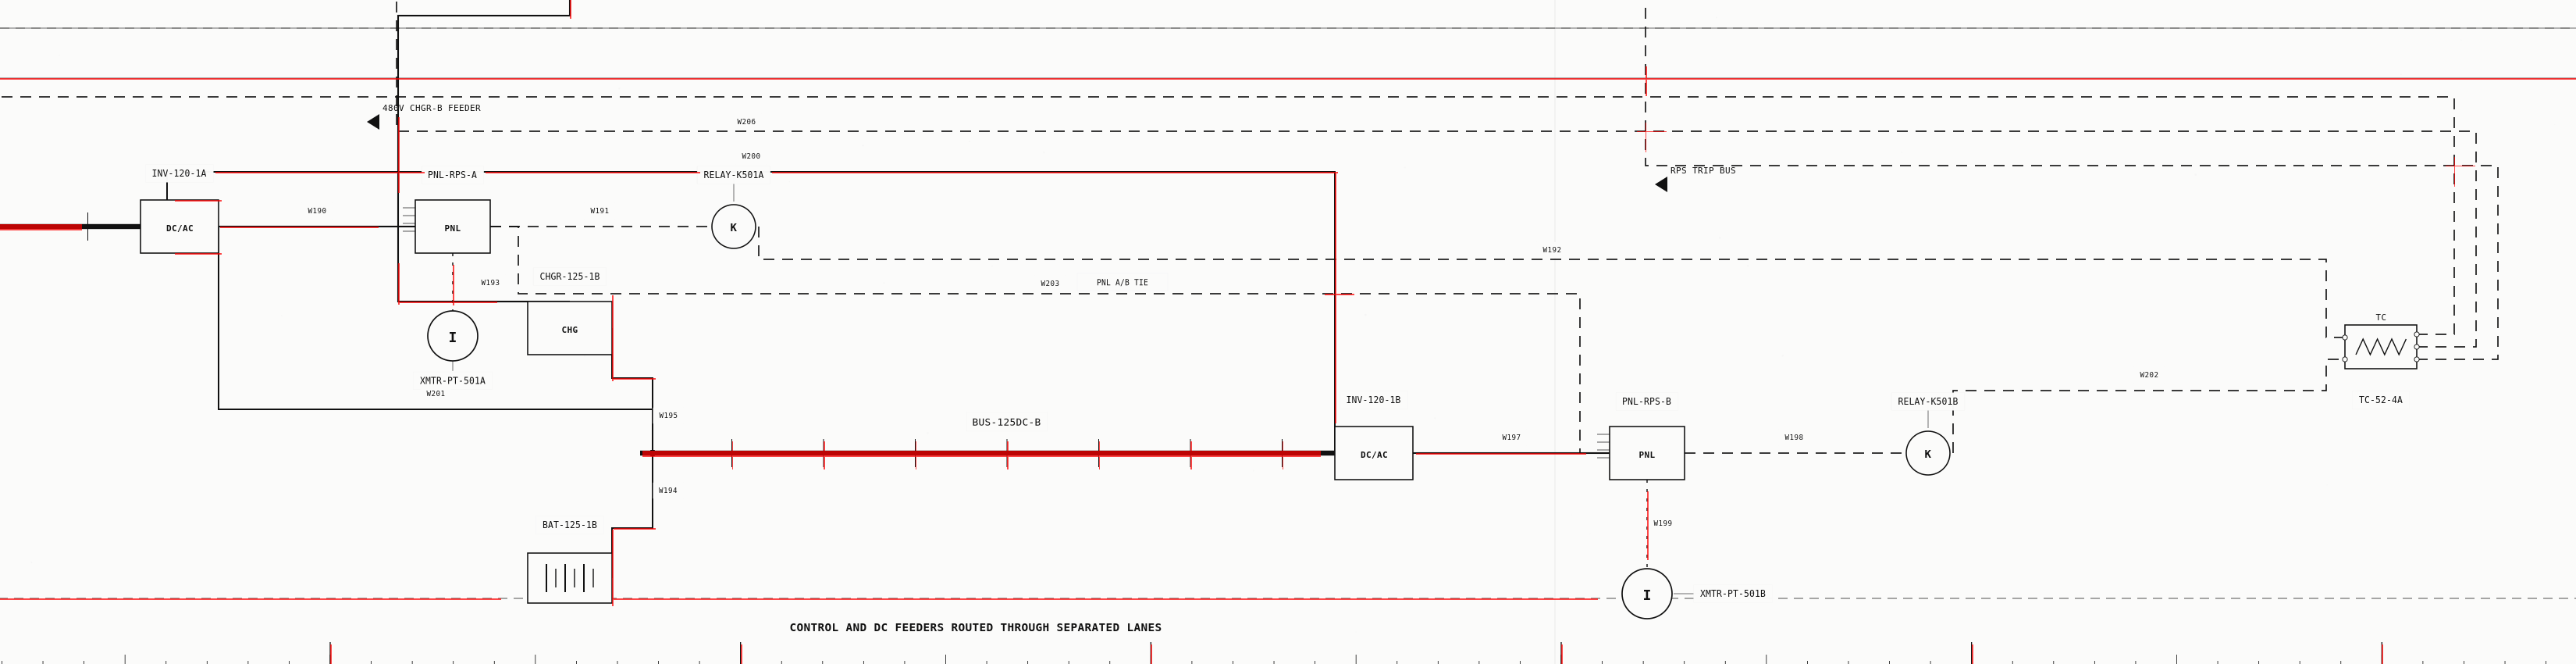 480V CHGR-B FEEDER
W206
W200
RPS TRIP BUS
INV-120-1A
PNL-RPS-A
RELAY-K501A
W190
W191
DC/AC
PNL
K
W192
W193
CHGR-125-1B
W203
PNL A/B TIE
TC
CHG
I
XMTR-PT-501A
W201
W202
W195
INV-120-1B
PNL-RPS-B
RELAY-K501B
TC-52-4A
BUS-125DC-B
W197
W198
DC/AC
PNL
K
W194
BAT-125-1B
W199
I
XMTR-PT-501B
CONTROL AND DC FEEDERS ROUTED THROUGH SEPARATED LANES